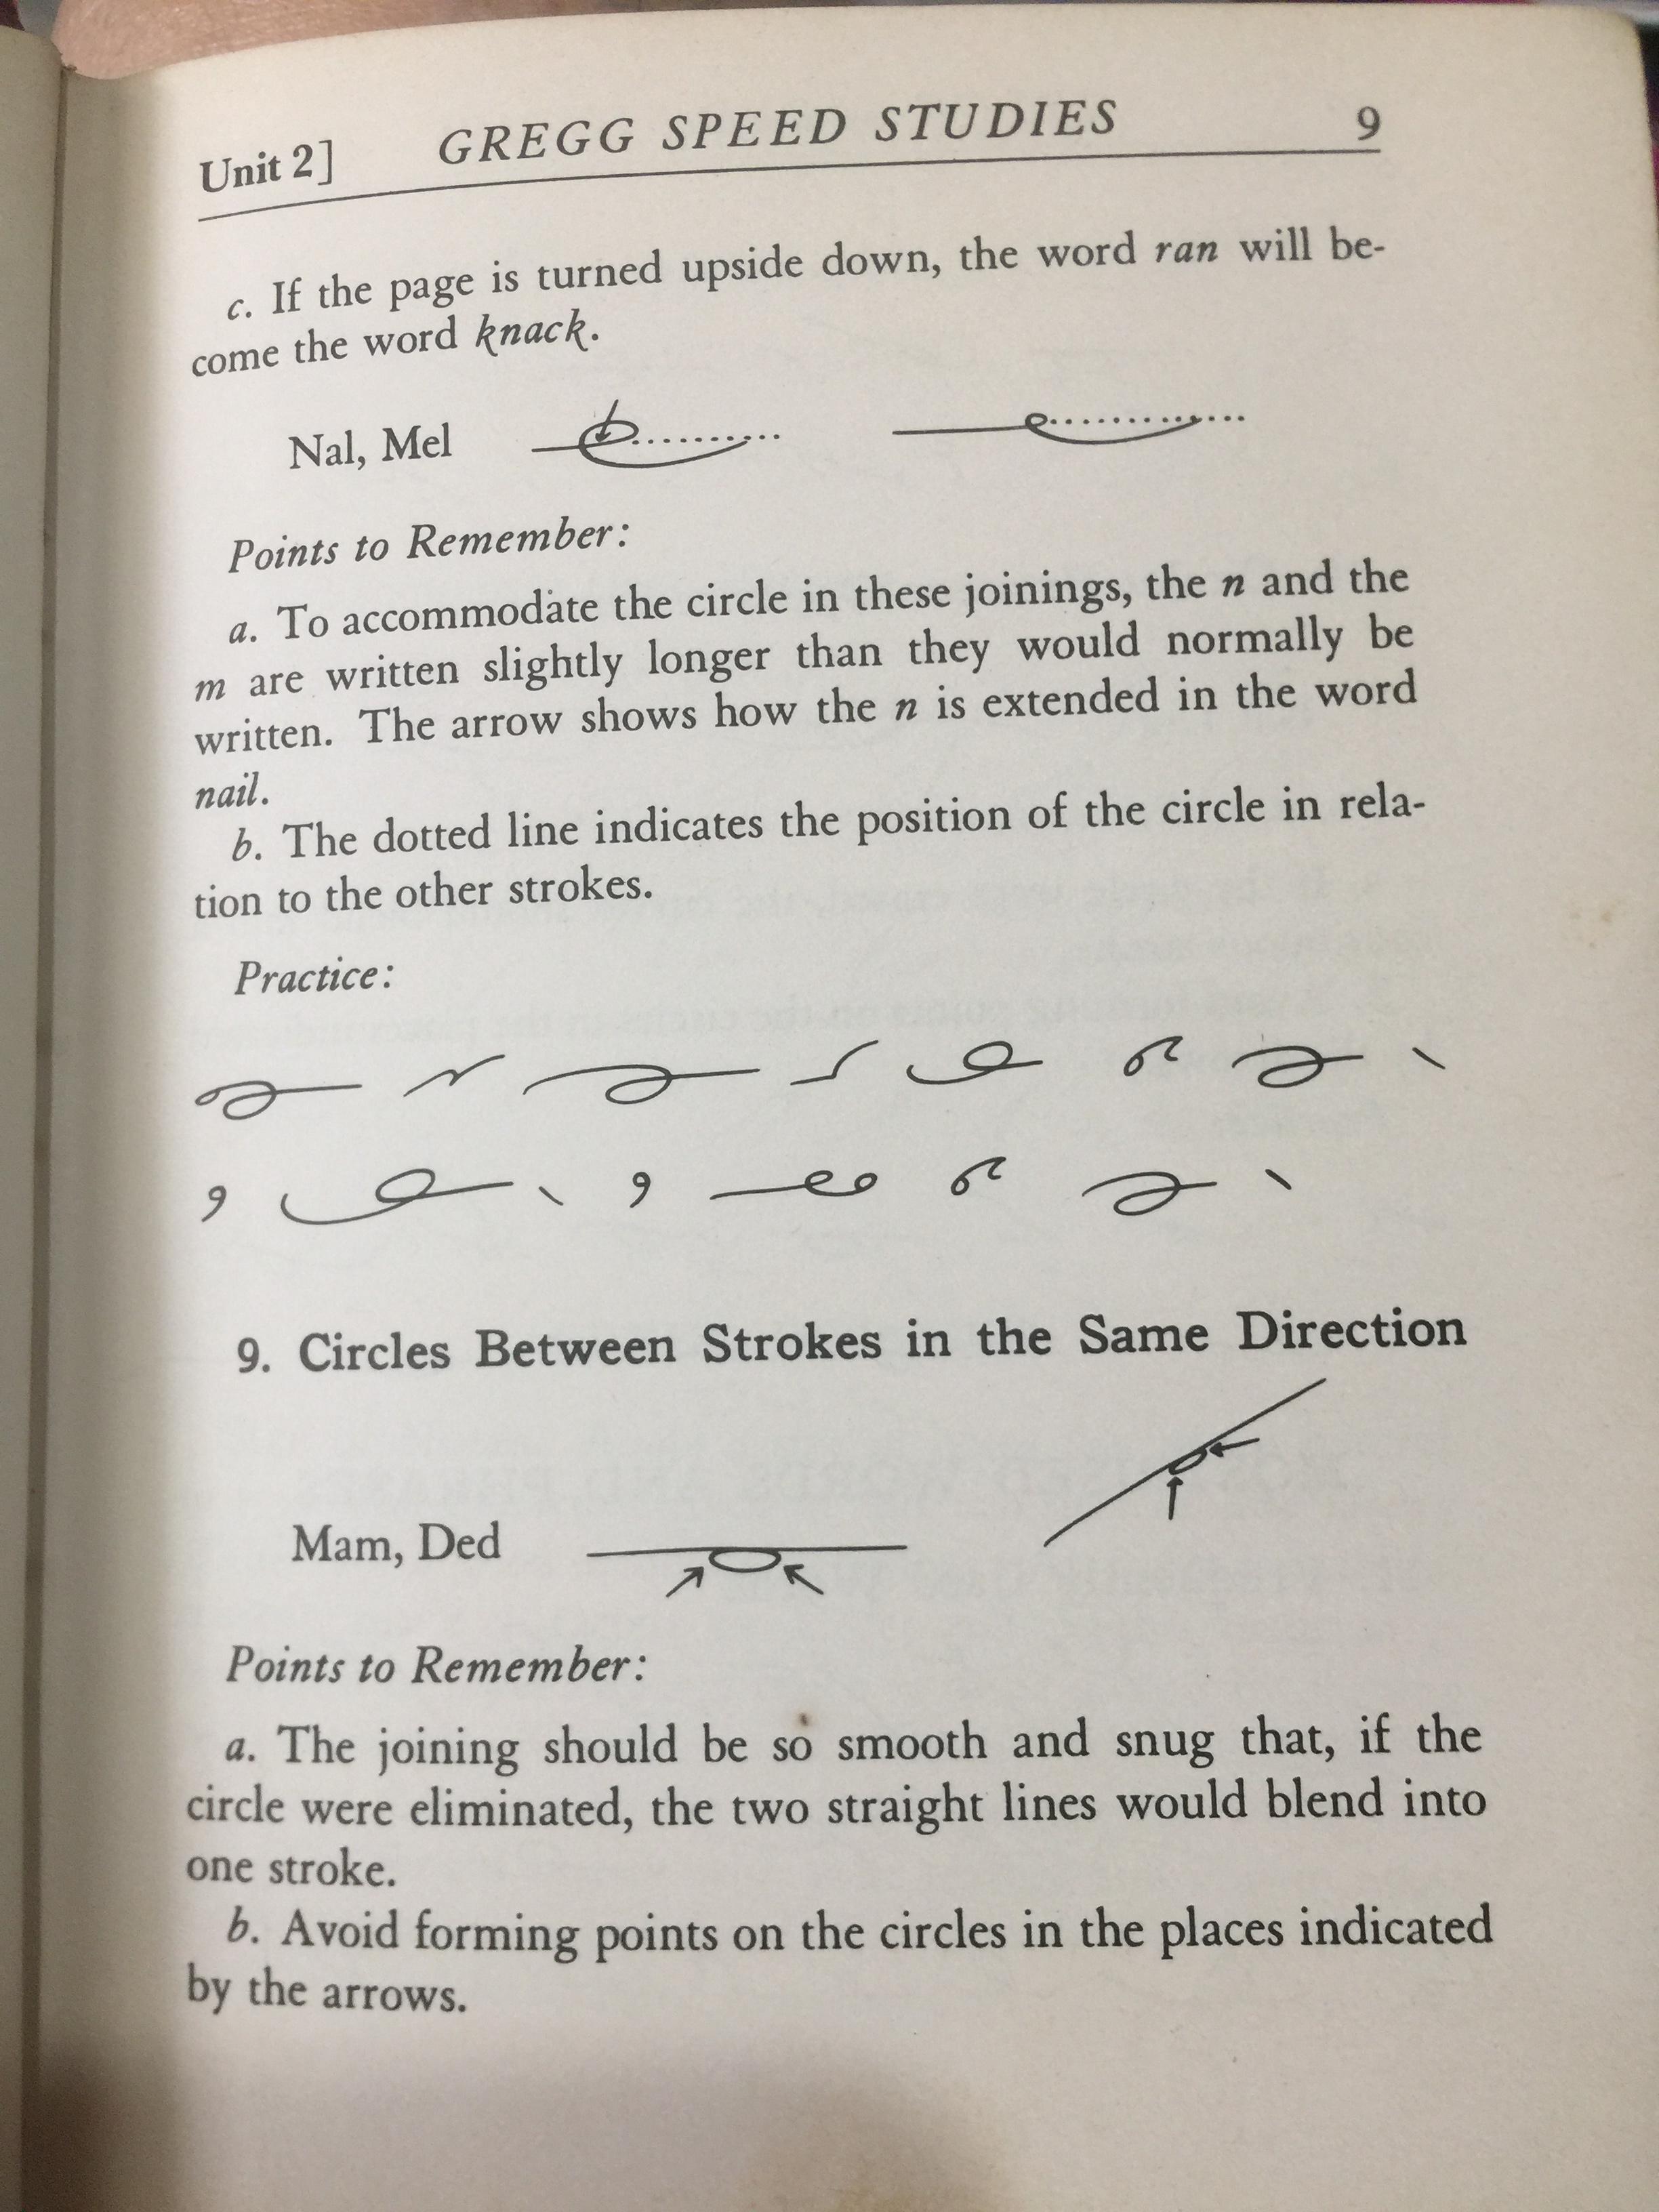 Unit 2] GREGG SPEED STUDIES 9
c. If the page is turned upside down, the word ran will be-
come the word knack.
Nal, Mel
Points to Remember:
a. To accommodate the circle in these joinings, the n and the
m are written slightly longer than they would normally be
written. The arrow shows how the n is extended in the word
nail.
b. The dotted line indicates the position of the circle in rela-
tion to the other strokes.
Practice:
9. Circles Between Strokes in the Same Direction
Mam, Ded
Points to Remember:
a. The joining should be so smooth and snug that, if the
circle were eliminated, the two straight lines would blend into
one stroke.
b. Avoid forming points on the circles in the places indicated
by the arrows.